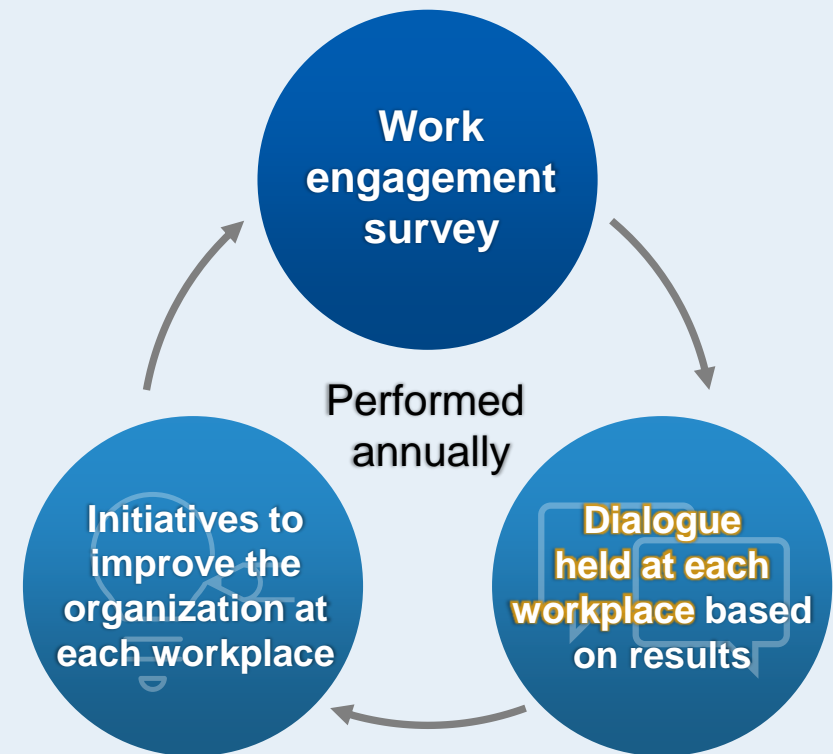 Work
engagement
survey
Performed
annually
Initiatives to
improve the
organization at
each workplace
Dialogue
held at each
workplace based
on results